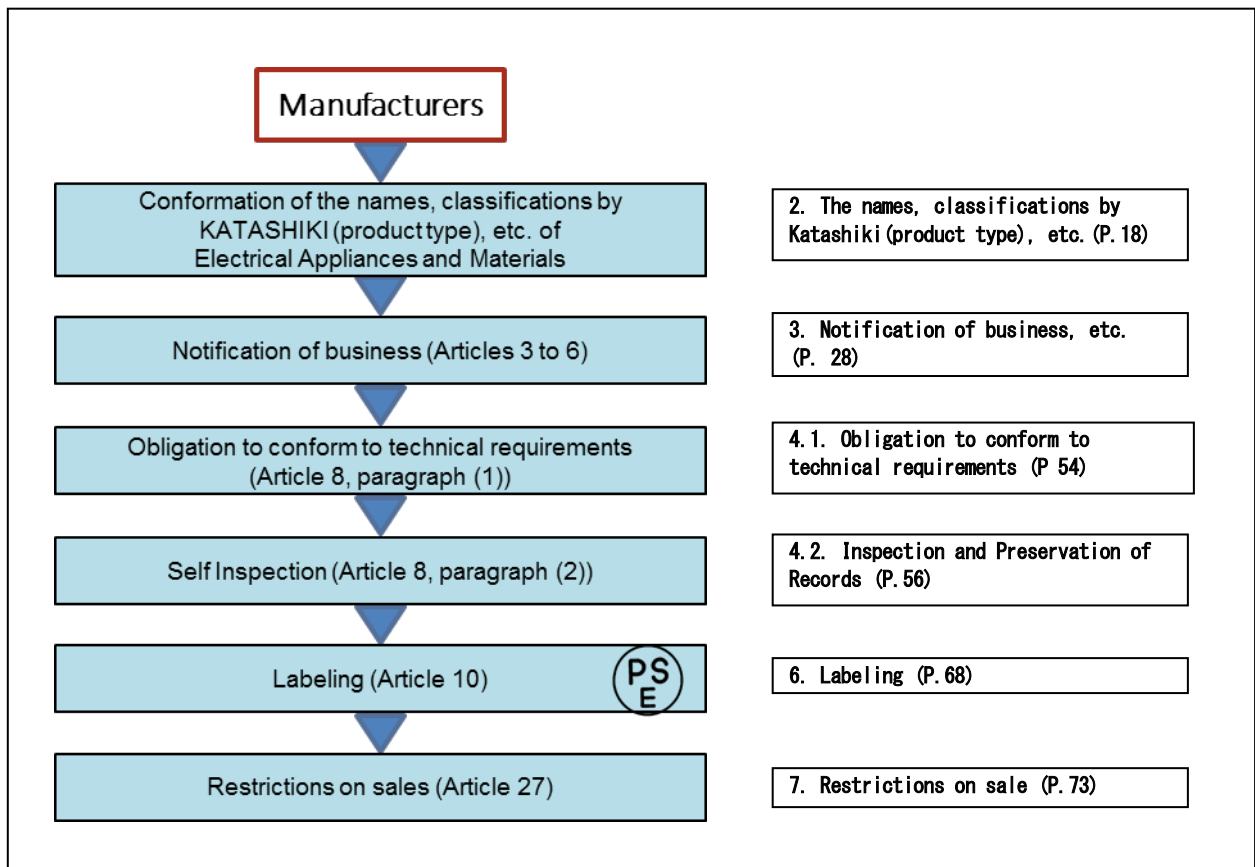 Manufacturers
Conformation of the names, classifications by
KATASHIKI (product type), etc. of
Electrical Appliances and Materials
2. The names, classifications by
Katashiki(product type), etc.(P.18)
Notification of business (Articles 3 to 6)
3. Notification of business, etc.
(P. 28)
Obligation to conform to technical requirements
(Article 8, paragraph (1))
4.1. Obligation to conform to
technical requirements (P 54)
Self Inspection (Article 8, paragraph (2))
4.2. Inspection and Preservation of
Records (P.56)
Labeling (Article 10)
PS
E
6. Labeling (P.68)
Restrictions on sales (Article 27)
7. Restrictions on sale (P.73)